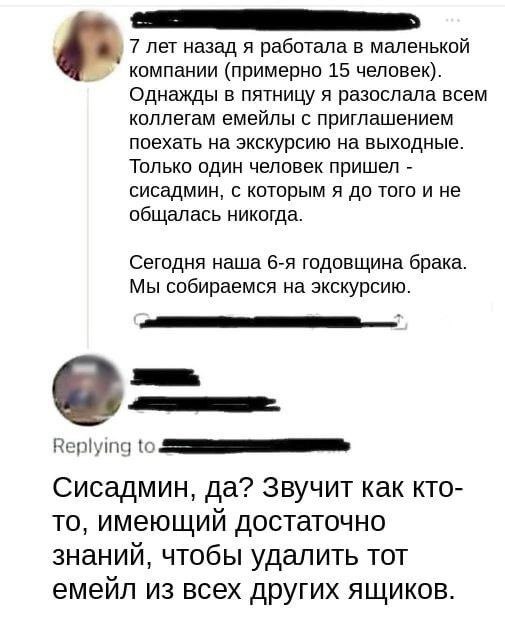 7 лет назад я работала в маленькой
компании (примерно 15 человек).
Однажды в пятницу я разослала всем
коллегам емейлы с приглашением
поехать на экскурсию на выходные.
Только один человек пришел -
сисадмин, с которым я до того и не
общалась никогда.
Сегодня наша 6-я годовщина брака.
Мы собираемся на экскурсию.
Replying to
Сисадмин, да? Звучит как кто-
то, имеющий достаточно
знаний, чтобы удалить тот
емейл из всех других ящиков.